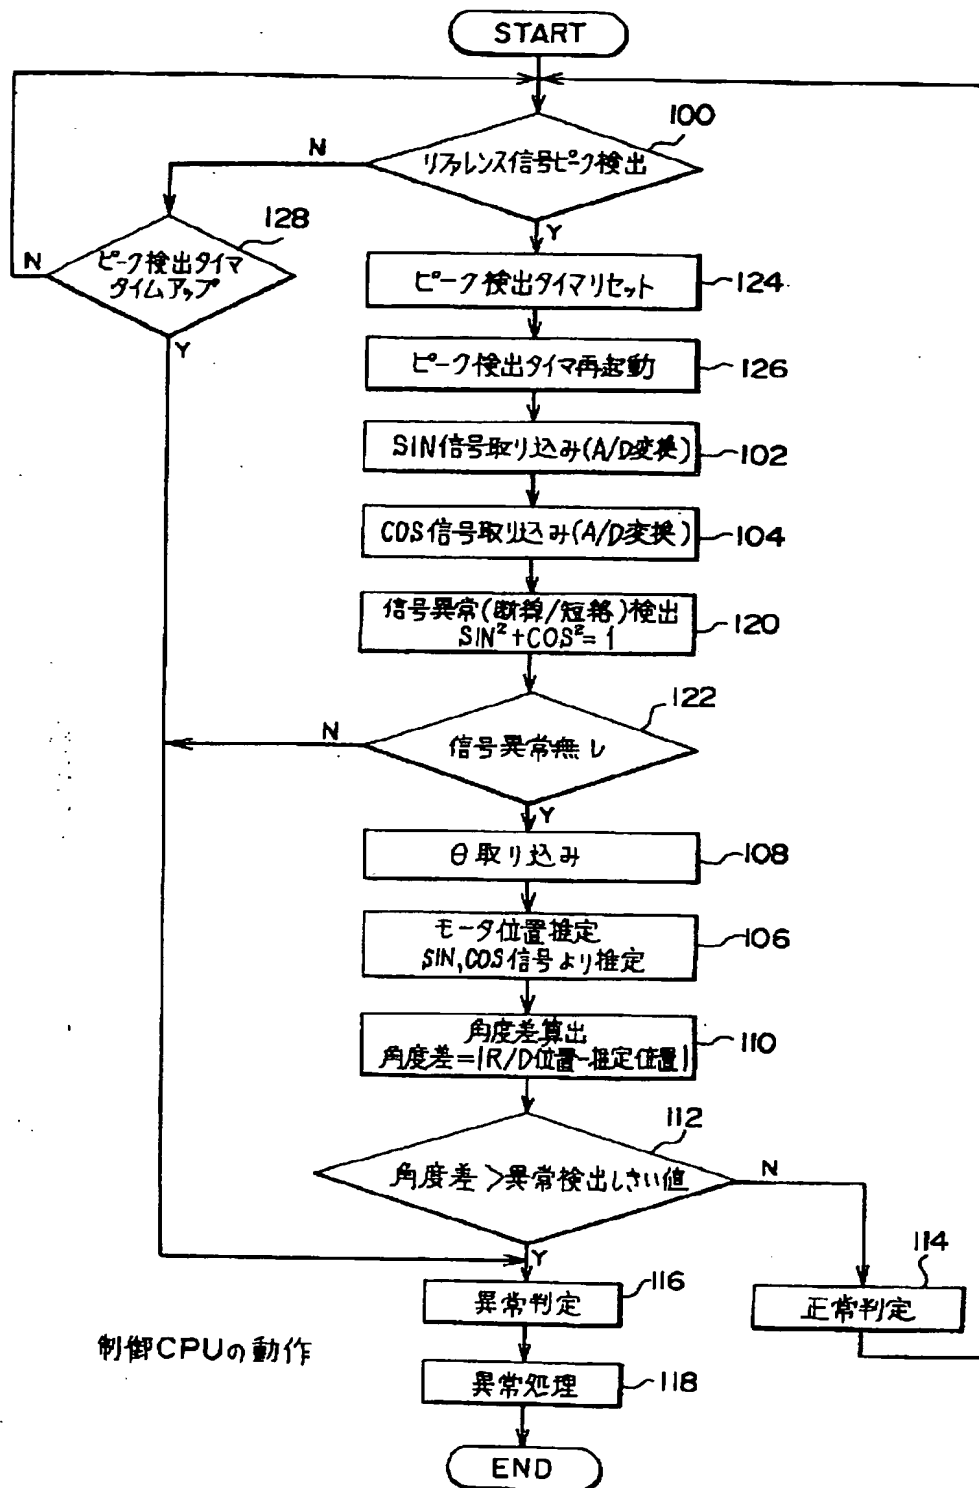 START
100
N
リファレンス信号ピーク検出
128
Y
N
ピーク検出タイマ
タイムアップ
ピーク検出タイマリセット
124
Y
ピーク検出タイマ再起動
126
SIN信号取り込み(A/D変換)
102
COS信号取り込み(A/D変換)
104
信号異常(断線/短絡)検出
SIN²+COS²=1
120
122
N
信号異常無し
Y
θ取り込み
108
モータ位置推定
SIN,COS信号より推定
106
角度差算出
角度差=|R/D位置-推定位置|
110
112
角度差>異常検出しきい値
N
Y
114
異常判定
116
正常判定
制御CPUの動作
異常処理
118
END